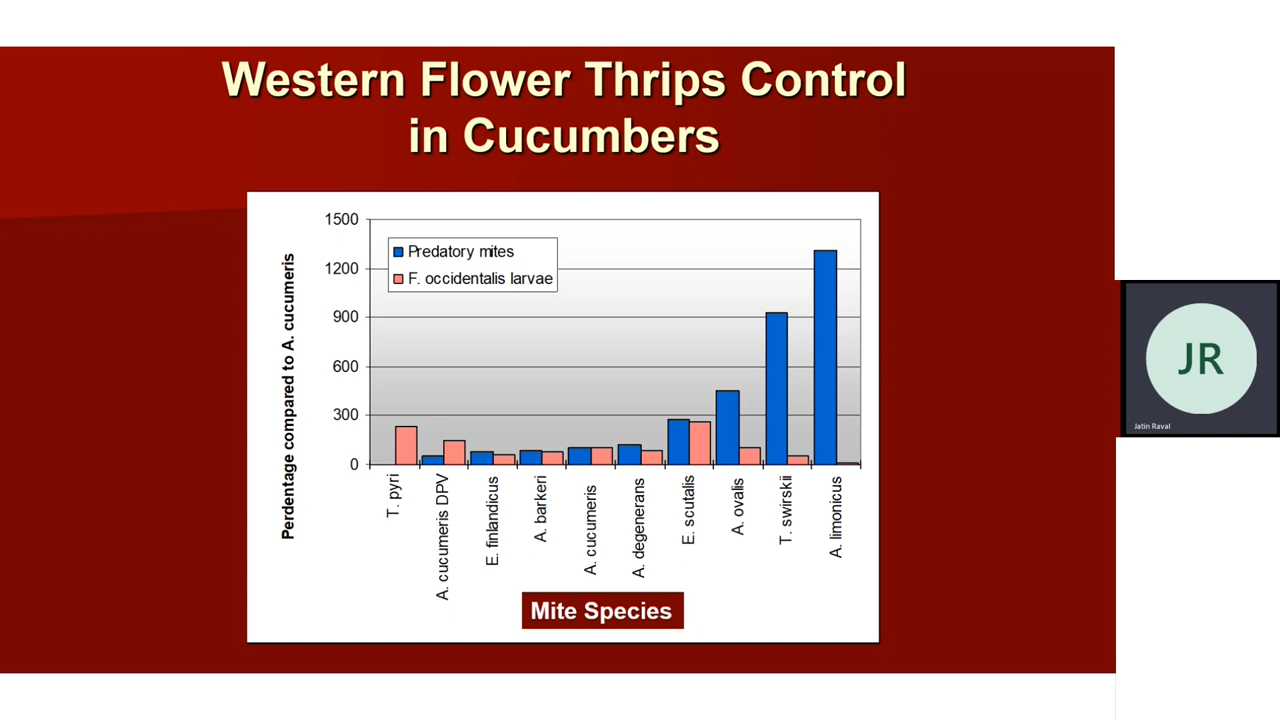 Western Flower Thrips Control
in Cucumbers
Perdentage compared to A. cucumeris
1500
1200
900
600
300
0
Predatory mites
F. occidentalis larvae
T. pyri
A. cucumeris DPV
E. finlandicus
A. barkeri
A. cucumeris
A. degenerans
E. scutalis
A. ovalis
T. swirskii
A. limonicus
Mite Species
JR
Jatin Raval